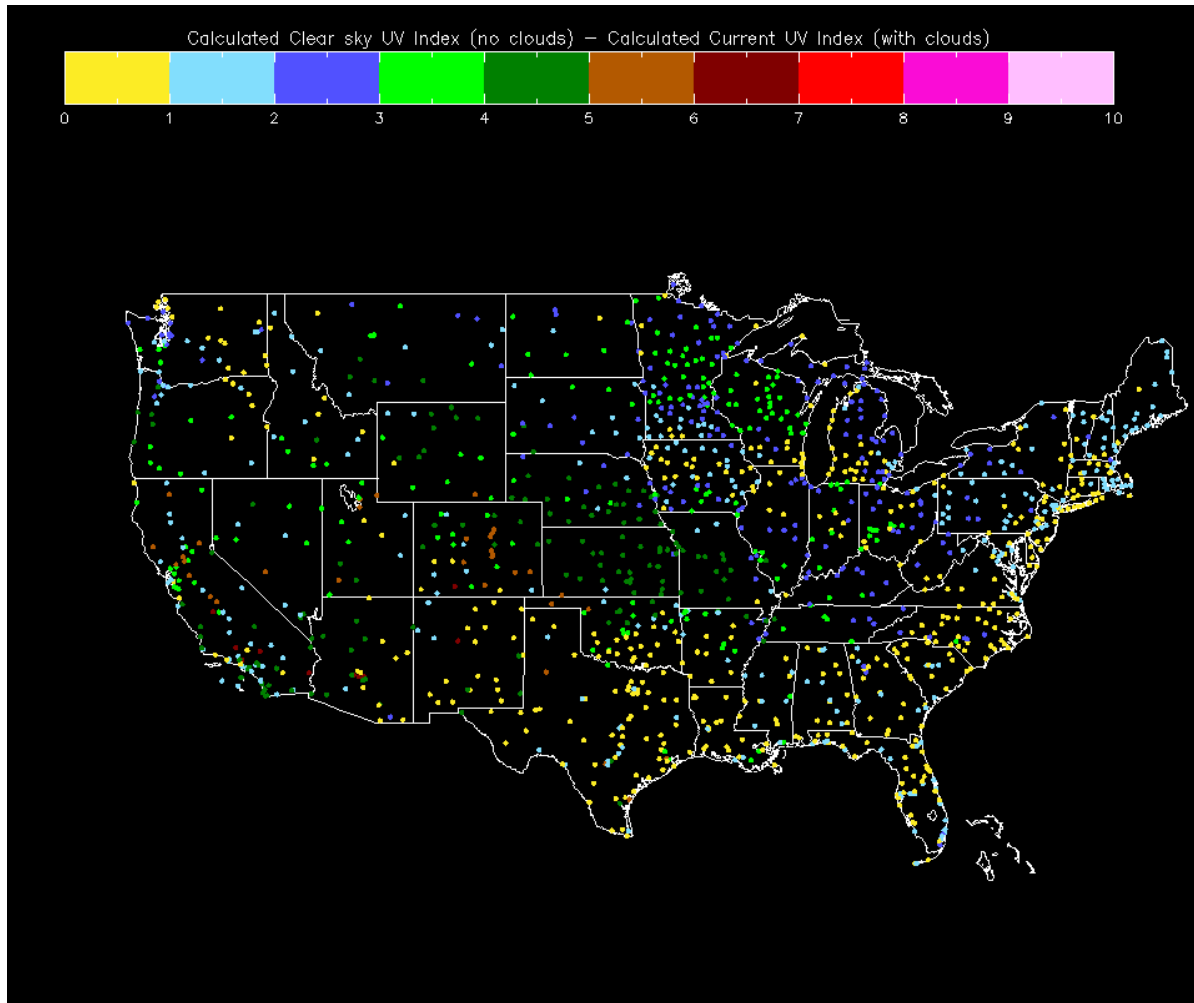 Calculated Clear sky UV Index (no clouds) – Calculated Current UV Index (with clouds)
0 1 2 3 4 5 6 7 8 9 10